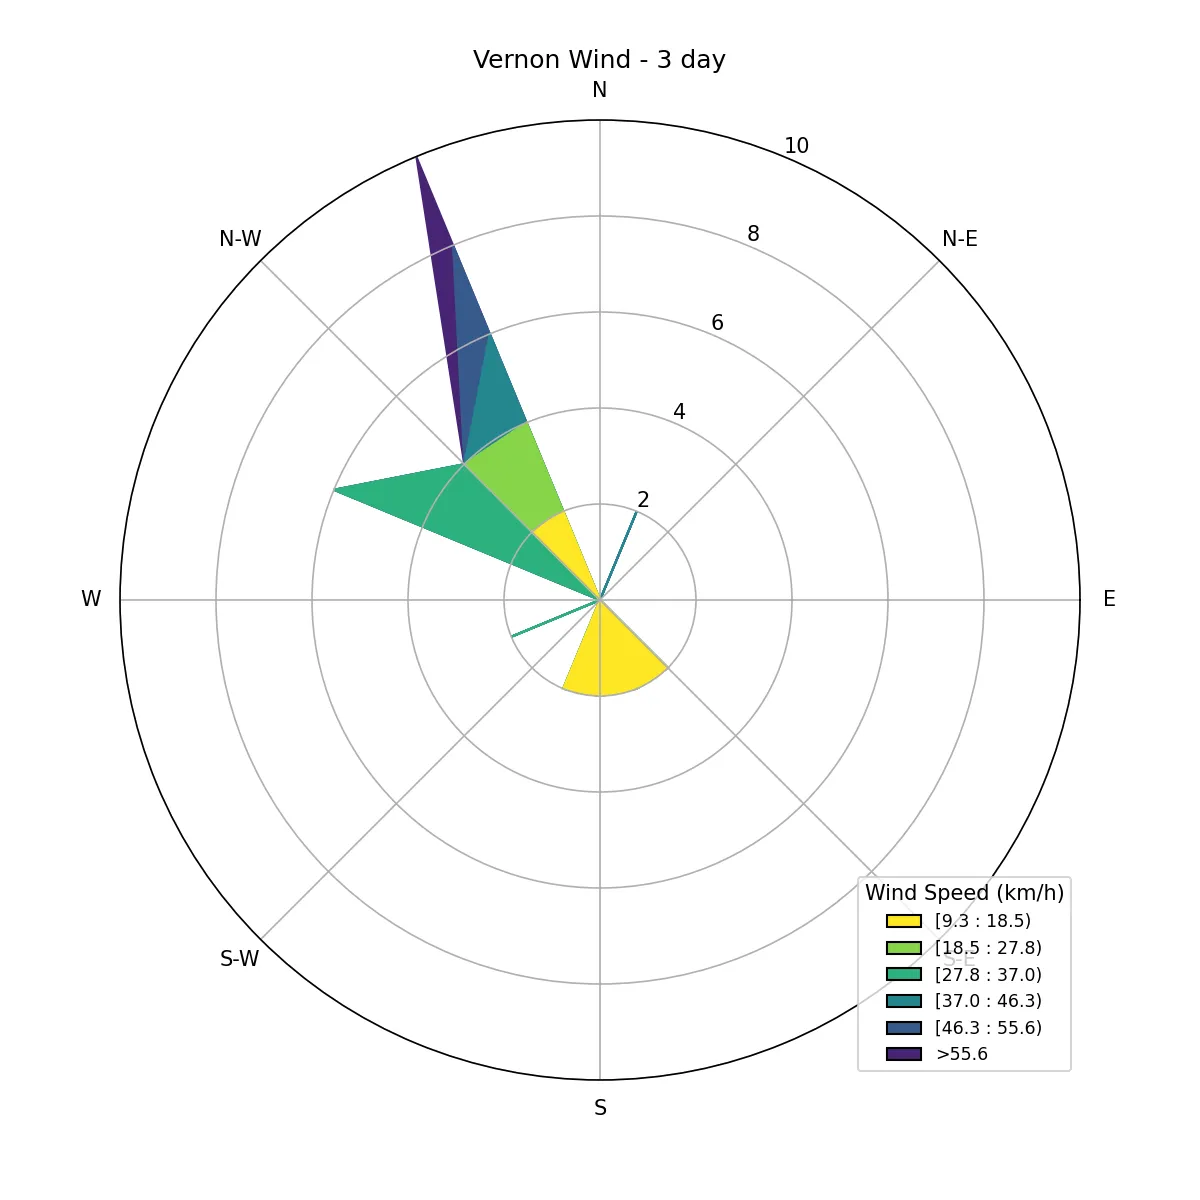 Vernon Wind - 3 day
N
10
N-W
N-E
8
6
4
2
W
E
S-W
S-E
S
Wind Speed (km/h)
[9.3 : 18.5)
[18.5 : 27.8)
[27.8 : 37.0)
[37.0 : 46.3)
[46.3 : 55.6)
>55.6